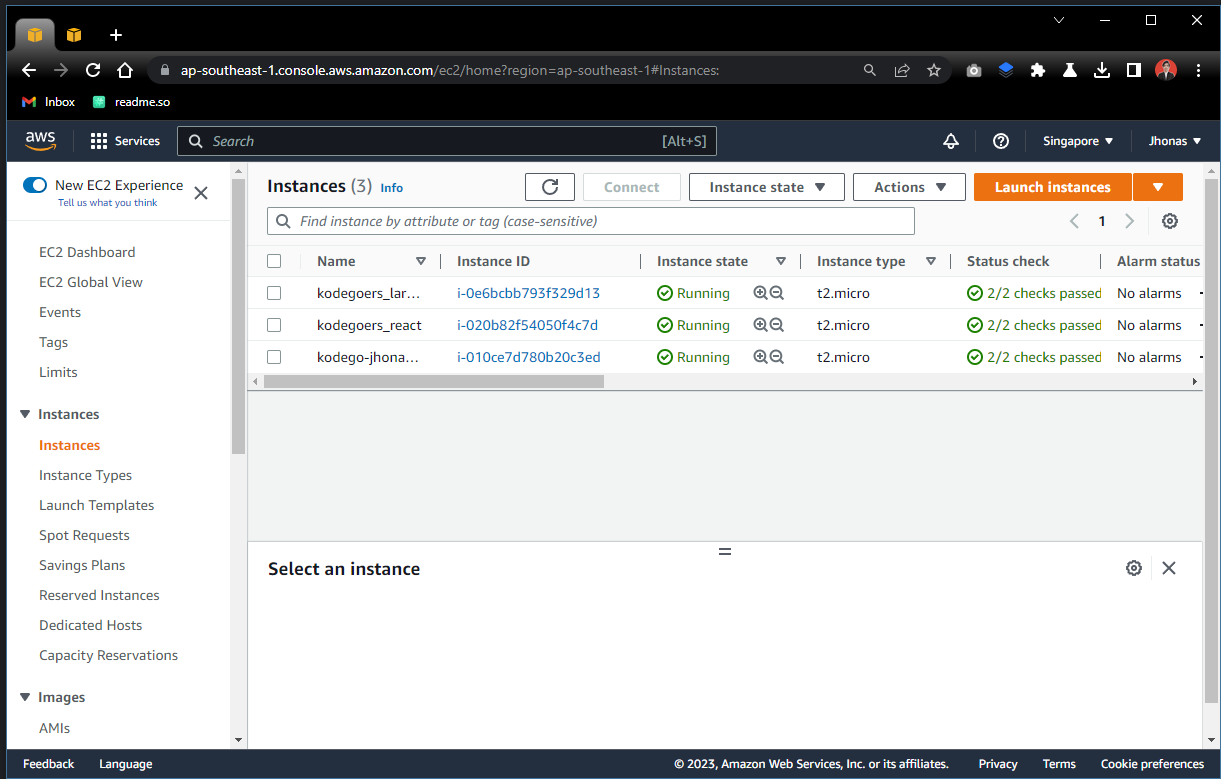 ap-southeast-1.console.aws.amazon.com/ec2/home?region=ap-southeast-1#Instances:
Inbox readme.so
aws Services Search [Alt+S] Singapore Jhonas
New EC2 Experience
Tell us what you think
EC2 Dashboard
EC2 Global View
Events
Tags
Limits
Instances
Instances
Instance Types
Launch Templates
Spot Requests
Savings Plans
Reserved Instances
Dedicated Hosts
Capacity Reservations
Images
AMIs
Instances (3) Info Connect Instance state Actions Launch instances
Find instance by attribute or tag (case-sensitive) 1
Name Instance ID Instance state Instance type Status check Alarm status
kodegoers_lar... i-0e6bcbb793f329d13 Running t2.micro 2/2 checks passed No alarms
kodegoers_react i-020b82f54050f4c7d Running t2.micro 2/2 checks passed No alarms
kodego-jhona... i-010ce7d780b20c3ed Running t2.micro 2/2 checks passed No alarms
Select an instance
Feedback Language © 2023, Amazon Web Services, Inc. or its affiliates. Privacy Terms Cookie preferences